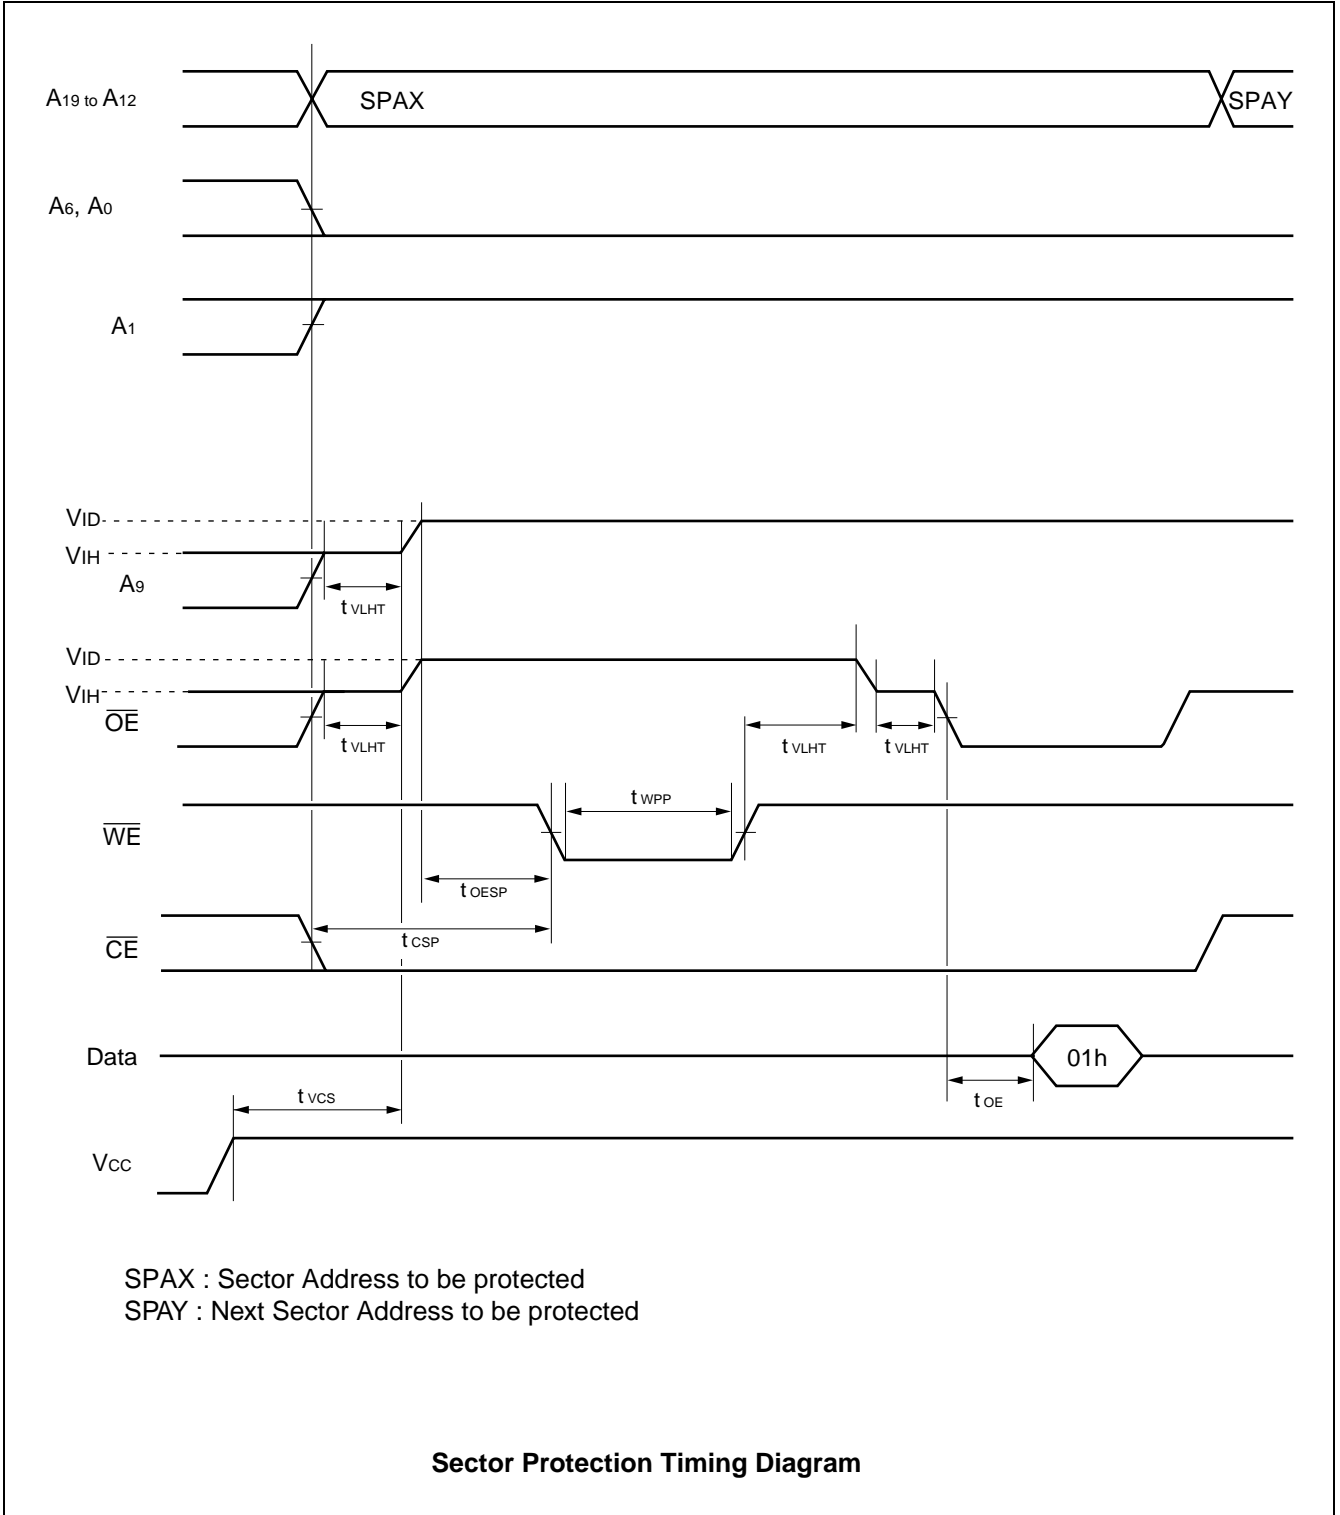 A19 to A12
SPAX
SPAY
A6, A0
A1
VID
VIH
A9
t VLHT
VID
VIH
OE
t VLHT
t VLHT
t VLHT
t WPP
WE
t OESP
t CSP
CE
Data
01h
t VCS
t OE
VCC
SPAX : Sector Address to be protected
SPAY : Next Sector Address to be protected
Sector Protection Timing Diagram